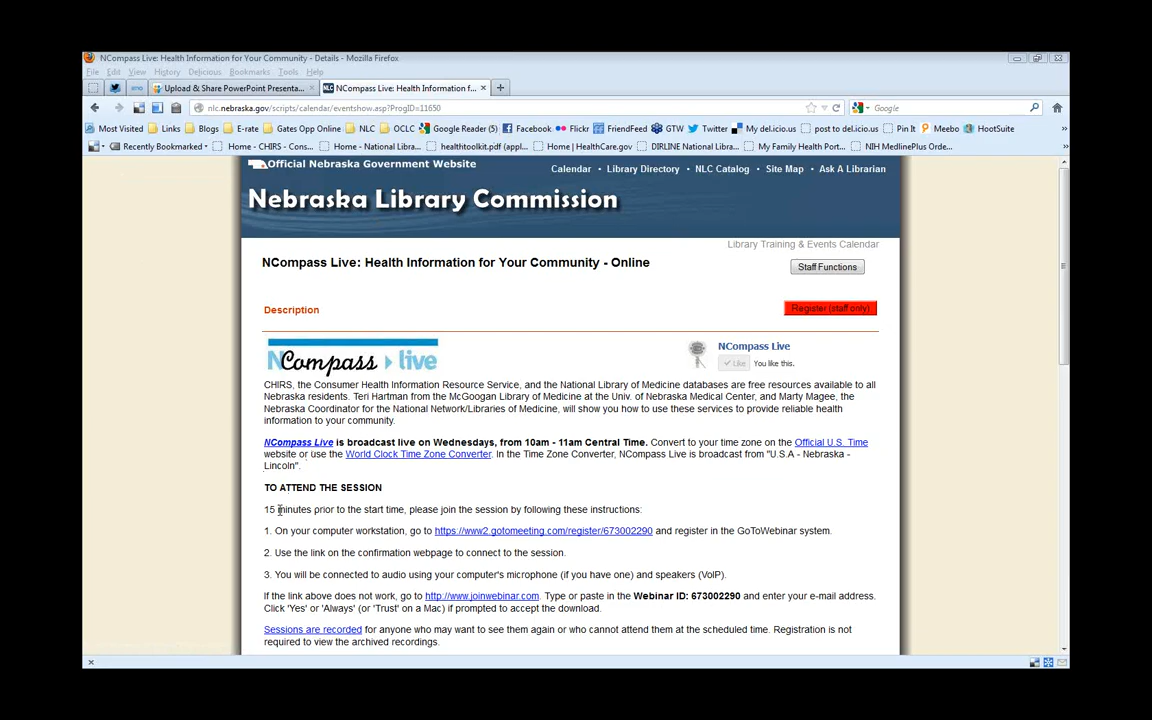 NCompass Live: Health Information for Your Community - Details - Mozilla Firefox
File Edit View History Delicious Bookmarks Tools Help
Upload & Share PowerPoint Presenta... NLC NCompass Live: Health Information f...
nlc.nebraska.gov/scripts/calendar/eventshow.asp?ProgID=11650 Google
Most Visited Links Blogs E-rate Gates Opp Online NLC OCLC Google Reader (5) Facebook Flickr FriendFeed GTW Twitter My del.icio.us post to del.icio.us Pin It Meebo HootSuite
Recently Bookmarked Home - CHIRS - Cons... Home - National Libra... healthtoolkit.pdf (appl... Home | HealthCare.gov DIRLINE National Libra... My Family Health Port... NIH MedlinePlus Orde...
Official Nebraska Government Website
Calendar • Library Directory • NLC Catalog • Site Map • Ask A Librarian
Nebraska Library Commission
Library Training & Events Calendar
NCompass Live: Health Information for Your Community - Online
Staff Functions
Description
Register (staff only)
NCompass live
NCompass Live
Like You like this.
CHIRS, the Consumer Health Information Resource Service, and the National Library of Medicine databases are free resources available to all
Nebraska residents. Teri Hartman from the McGoogan Library of Medicine at the Univ. of Nebraska Medical Center, and Marty Magee, the
Nebraska Coordinator for the National Network/Libraries of Medicine, will show you how to use these services to provide reliable health
information to your community.
NCompass Live is broadcast live on Wednesdays, from 10am - 11am Central Time. Convert to your time zone on the Official U.S. Time
website or use the World Clock Time Zone Converter. In the Time Zone Converter, NCompass Live is broadcast from "U.S.A - Nebraska -
Lincoln".
TO ATTEND THE SESSION
15 minutes prior to the start time, please join the session by following these instructions:
1. On your computer workstation, go to https://www2.gotomeeting.com/register/673002290 and register in the GoToWebinar system.
2. Use the link on the confirmation webpage to connect to the session.
3. You will be connected to audio using your computer's microphone (if you have one) and speakers (VoIP).
If the link above does not work, go to http://www.joinwebinar.com. Type or paste in the Webinar ID: 673002290 and enter your e-mail address.
Click 'Yes' or 'Always' (or 'Trust' on a Mac) if prompted to accept the download.
Sessions are recorded for anyone who may want to see them again or who cannot attend them at the scheduled time. Registration is not
required to view the archived recordings.